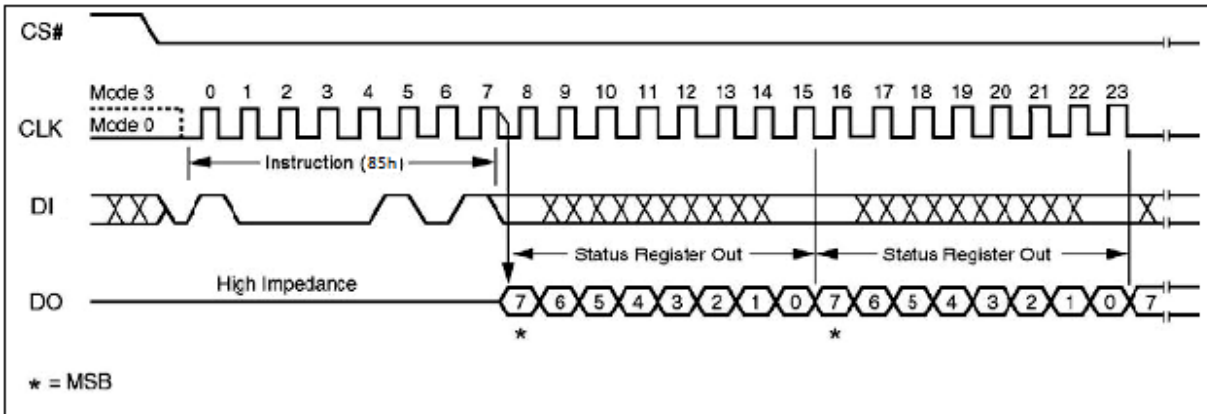 CS#
Mode 3
0 1 2 3 4 5 6 7 8 9 10 11 12 13 14 15 16 17 18 19 20 21 22 23
CLK
Mode 0
Instruction (85h)
DI
Status Register Out Status Register Out
High Impedance
DO
7 6 5 4 3 2 1 0 7 6 5 4 3 2 1 0 7
* *
* = MSB